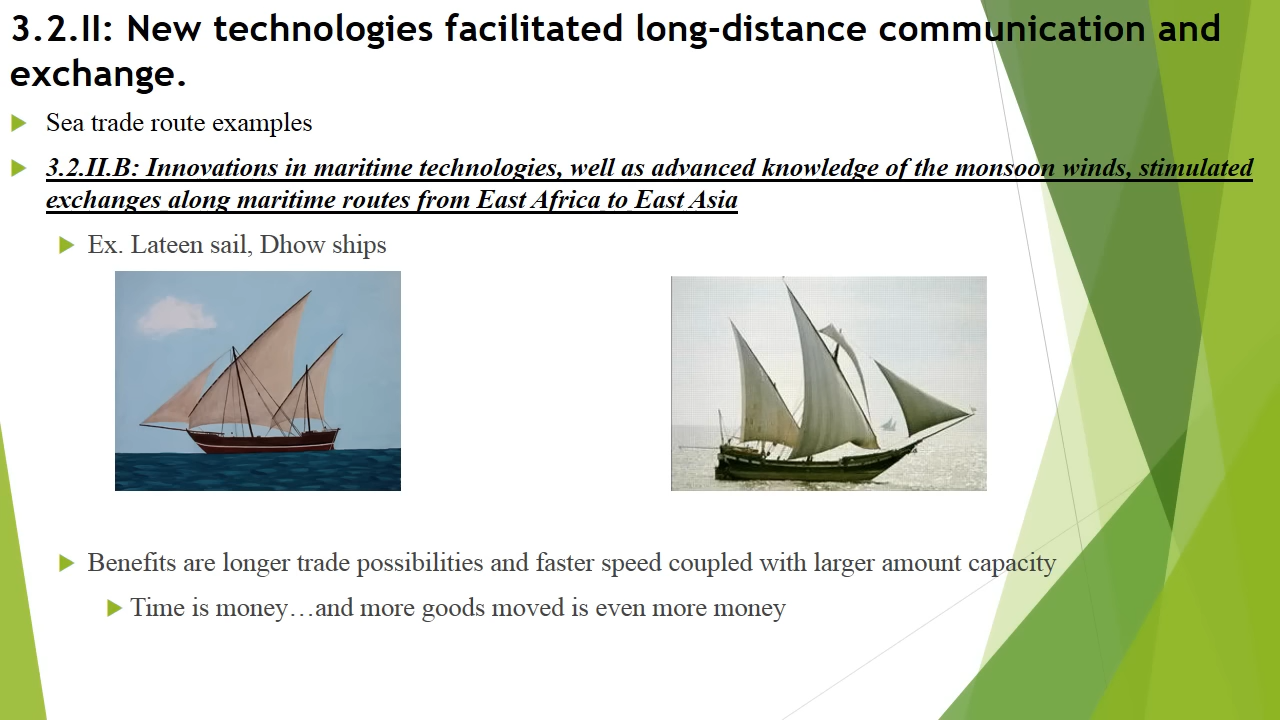 3.2.II: New technologies facilitated long-distance communication and
exchange.
Sea trade route examples
3.2.II.B: Innovations in maritime technologies, well as advanced knowledge of the monsoon winds, stimulated
exchanges along maritime routes from East Africa to East Asia
Ex. Lateen sail, Dhow ships
Benefits are longer trade possibilities and faster speed coupled with larger amount capacity
Time is money…and more goods moved is even more money